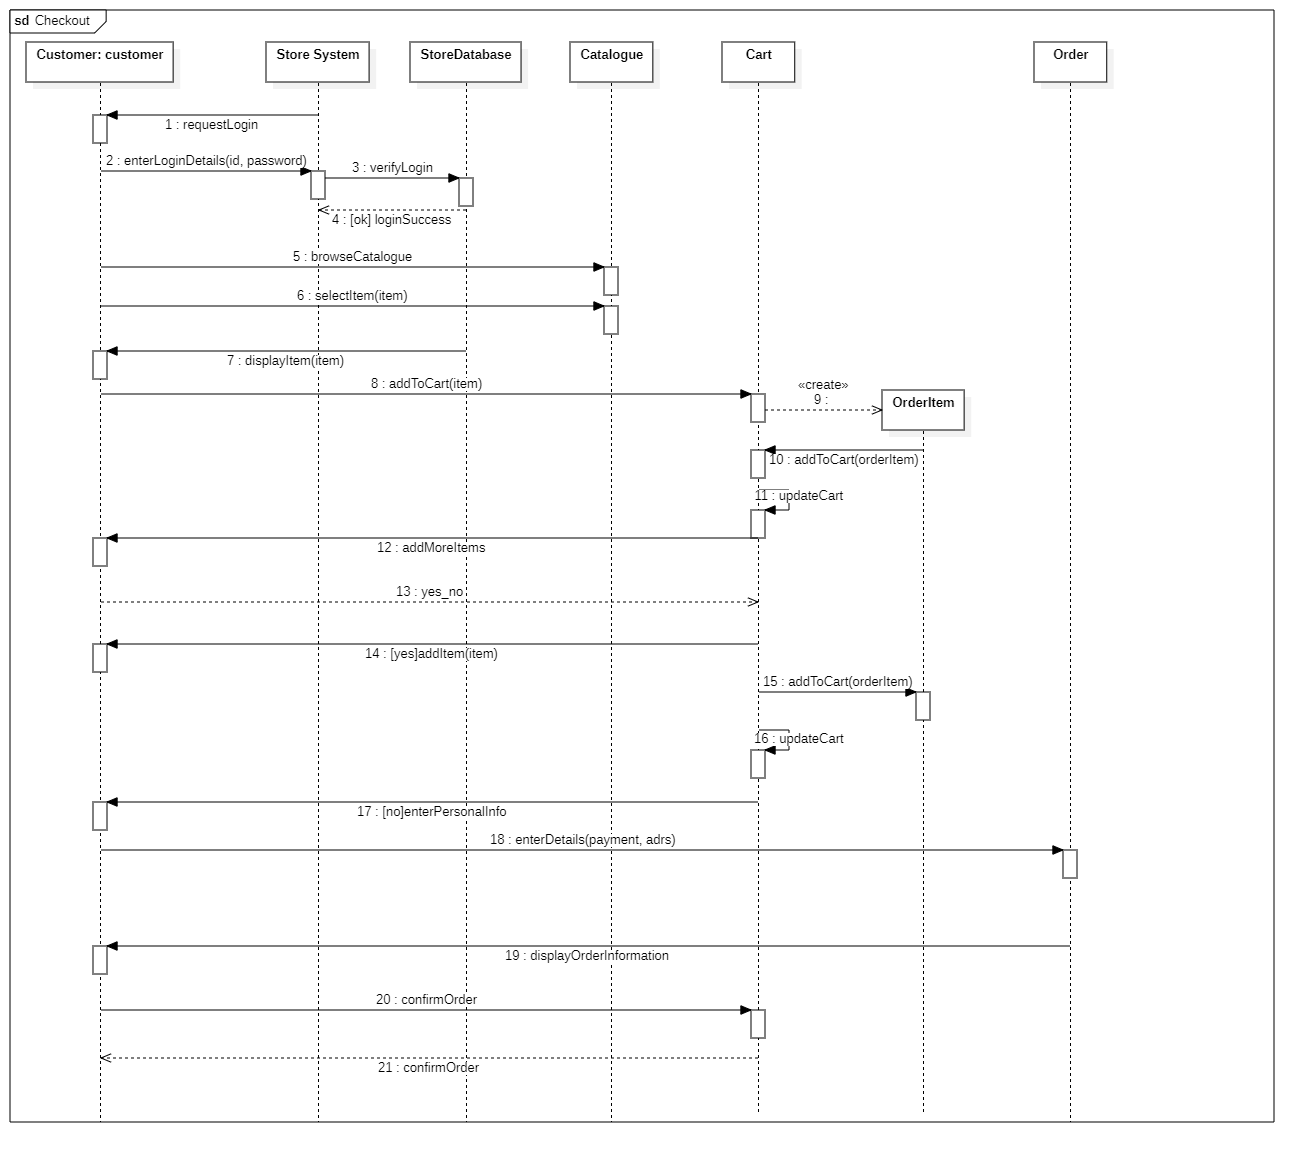 sd Checkout
Customer: customer
Store System
StoreDatabase
Catalogue
Cart
Order
1 : requestLogin
2 : enterLoginDetails(id, password)
3 : verifyLogin
4 : [ok] loginSuccess
5 : browseCatalogue
6 : selectItem(item)
7 : displayItem(item)
8 : addToCart(item)
«create»
9 :
OrderItem
10 : addToCart(orderItem)
11 : updateCart
12 : addMoreItems
13 : yes_no
14 : [yes]addItem(item)
15 : addToCart(orderItem)
16 : updateCart
17 : [no]enterPersonalInfo
18 : enterDetails(payment, adrs)
19 : displayOrderInformation
20 : confirmOrder
21 : confirmOrder